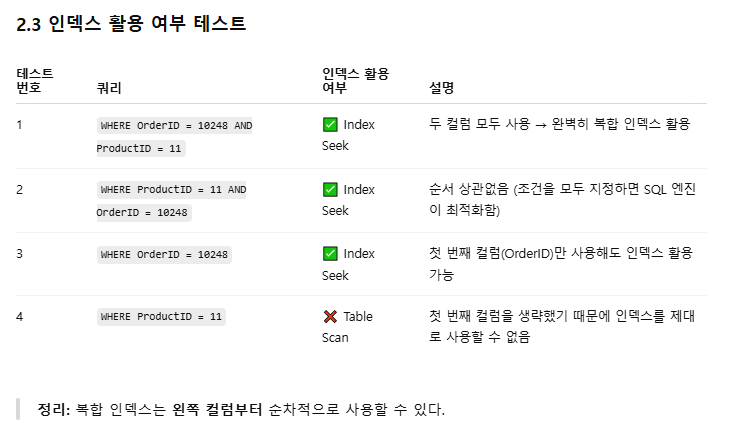 2.3 인덱스 활용 여부 테스트
테스트 번호 쿼리 인덱스 활용 여부 설명
1 WHERE OrderID = 10248 AND ProductID = 11 ✅ Index Seek 두 컬럼 모두 사용 → 완벽히 복합 인덱스 활용
2 WHERE ProductID = 11 AND OrderID = 10248 ✅ Index Seek 순서 상관없음 (조건을 모두 지정하면 SQL 엔진이 최적화함)
3 WHERE OrderID = 10248 ✅ Index Seek 첫 번째 컬럼(OrderID)만 사용해도 인덱스 활용 가능
4 WHERE ProductID = 11 ❌ Table Scan 첫 번째 컬럼을 생략했기 때문에 인덱스를 제대로 사용할 수 없음
정리: 복합 인덱스는 왼쪽 컬럼부터 순차적으로 사용할 수 있다.